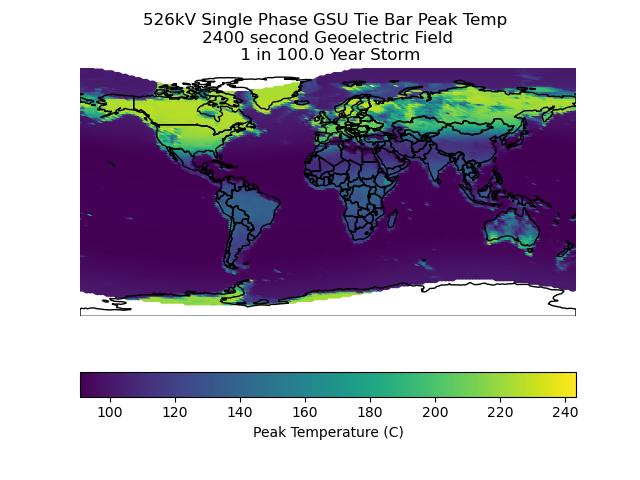 526kV Single Phase GSU Tie Bar Peak Temp
2400 second Geoelectric Field
1 in 100.0 Year Storm
100 120 140 160 180 200 220 240
Peak Temperature (C)